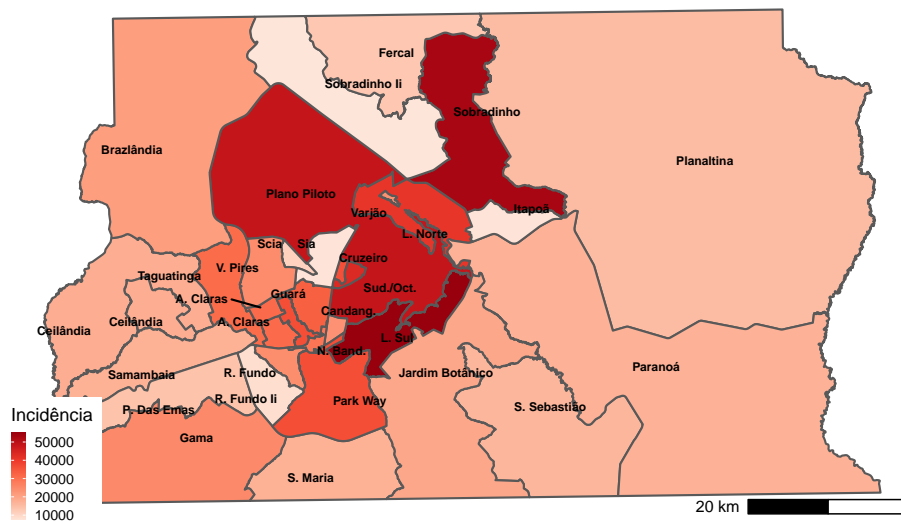 Fercal
Sobradinho Ii
Sobradinho
Brazlândia
Planaltina
Plano Piloto
Itapoã
Varjão
L. Norte
Scia
Sia
Cruzeiro
V. Pires
Taguatinga
Guará
Sud./Oct.
A. Claras
Candang.
Ceilândia
Ceilândia
A. Claras
L. Sul
N. Band.
Samambaia
R. Fundo
Jardim Botânico
Paranoá
R. Fundo Ii
Park Way
P. Das Emas
S. Sebastião
Gama
S. Maria
Incidência
50000
40000
30000
20000
10000
20 km